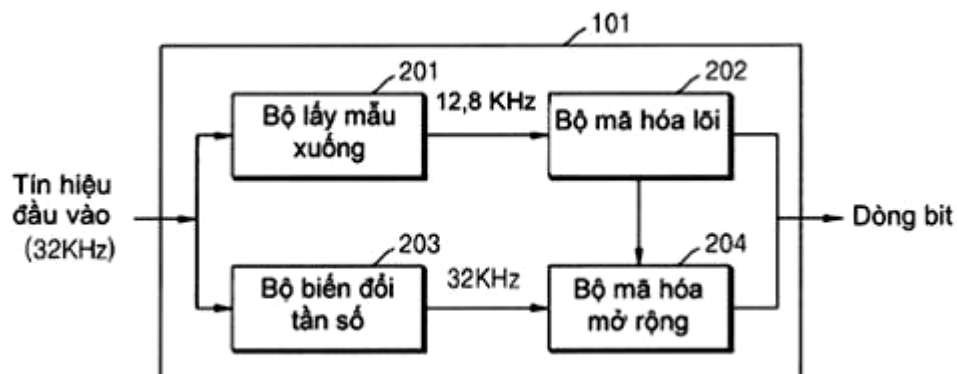 101
201
202
Bộ lấy mẫu
xuống
12,8 KHz
Bộ mã hóa lõi
Tín hiệu
đầu vào
(32KHz)
Dòng bit
203
204
Bộ biến đổi
tần số
32KHz
Bộ mã hóa
mở rộng